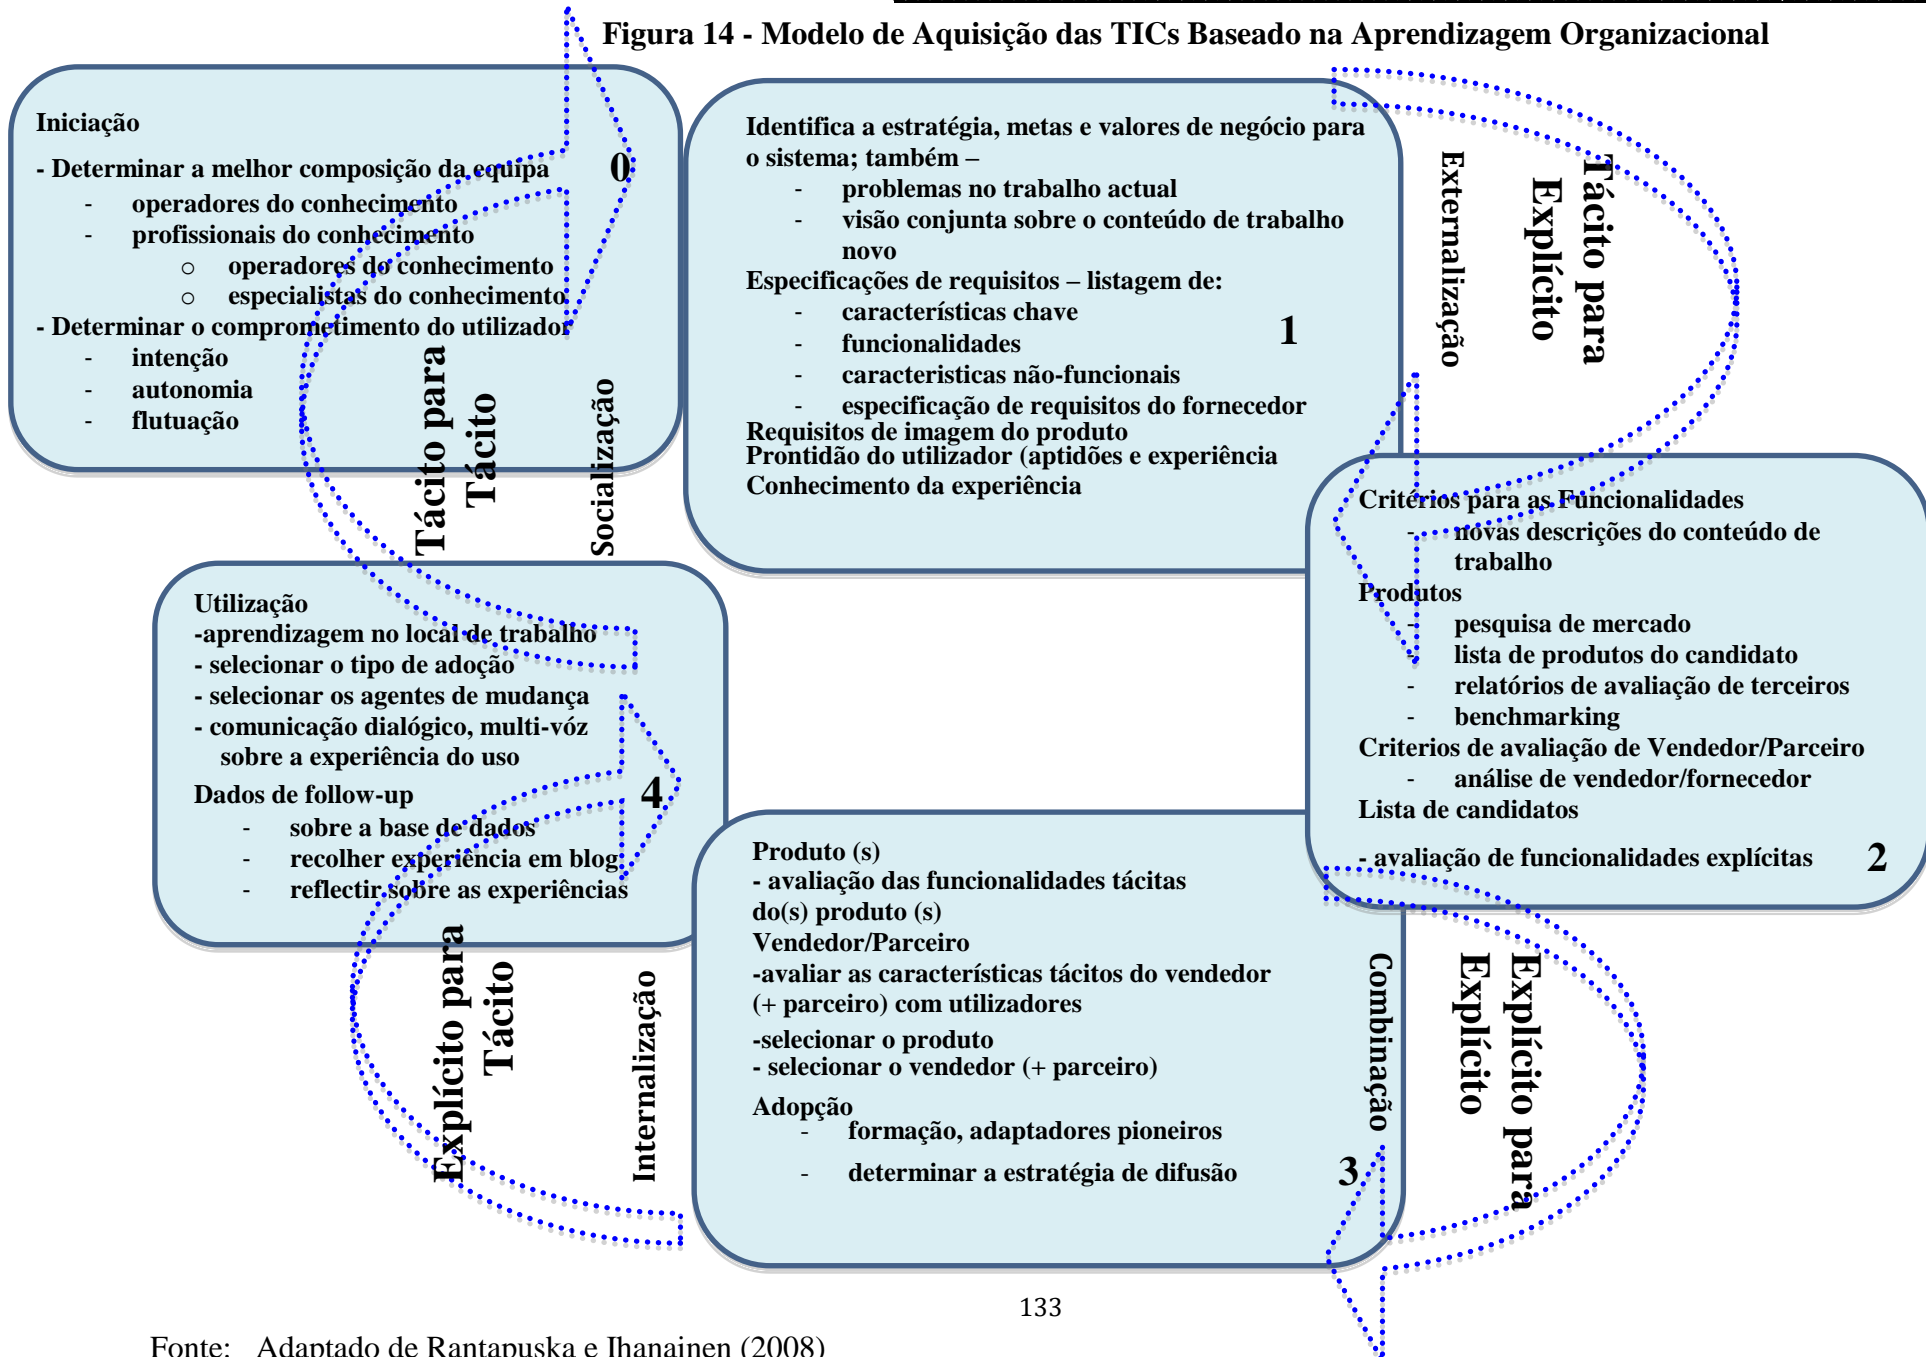 Figura 14 - Modelo de Aquisição das TICs Baseado na Aprendizagem Organizacional
Iniciação
- Determinar a melhor composição da equipa
- operadores do conhecimento
- profissionais do conhecimento
o operadores do conhecimento
o especialistas do conhecimento
- Determinar o comprometimento do utilizador
- intenção
- autonomia
- flutuação
0
Tácito para
Tácito
Socialização
Identifica a estratégia, metas e valores de negócio para
o sistema; também –
- problemas no trabalho actual
- visão conjunta sobre o conteúdo de trabalho
novo
Especificações de requisitos – listagem de:
- características chave
- funcionalidades
- caracteristicas não-funcionais
- especificação de requisitos do fornecedor
Requisitos de imagem do produto
Prontidão do utilizador (aptidões e experiência
Conhecimento da experiência
1
Externalização
Tácito para
Explícito
Critérios para as Funcionalidades
- novas descrições do conteúdo de
trabalho
Produtos
- pesquisa de mercado
- lista de produtos do candidato
- relatórios de avaliação de terceiros
- benchmarking
Criterios de avaliação de Vendedor/Parceiro
- análise de vendedor/fornecedor
Lista de candidatos
- avaliação de funcionalidades explícitas
2
Combinação
Explícito para
Explícito
Produto (s)
- avaliação das funcionalidades tácitas
do(s) produto (s)
Vendedor/Parceiro
-avaliar as características tácitos do vendedor
(+ parceiro) com utilizadores
-selecionar o produto
- selecionar o vendedor (+ parceiro)
Adopção
- formação, adaptadores pioneiros
- determinar a estratégia de difusão
3
Utilização
-aprendizagem no local de trabalho
- selecionar o tipo de adoção
- selecionar os agentes de mudança
- comunicação dialógico, multi-vóz
sobre a experiência do uso
Dados de follow-up
- sobre a base de dados
- recolher experiência em blog
- reflectir sobre as experiências
4
Explícito para
Tácito
Internalização
133
Fonte: Adaptado de Rantapuska e Ihanainen (2008)